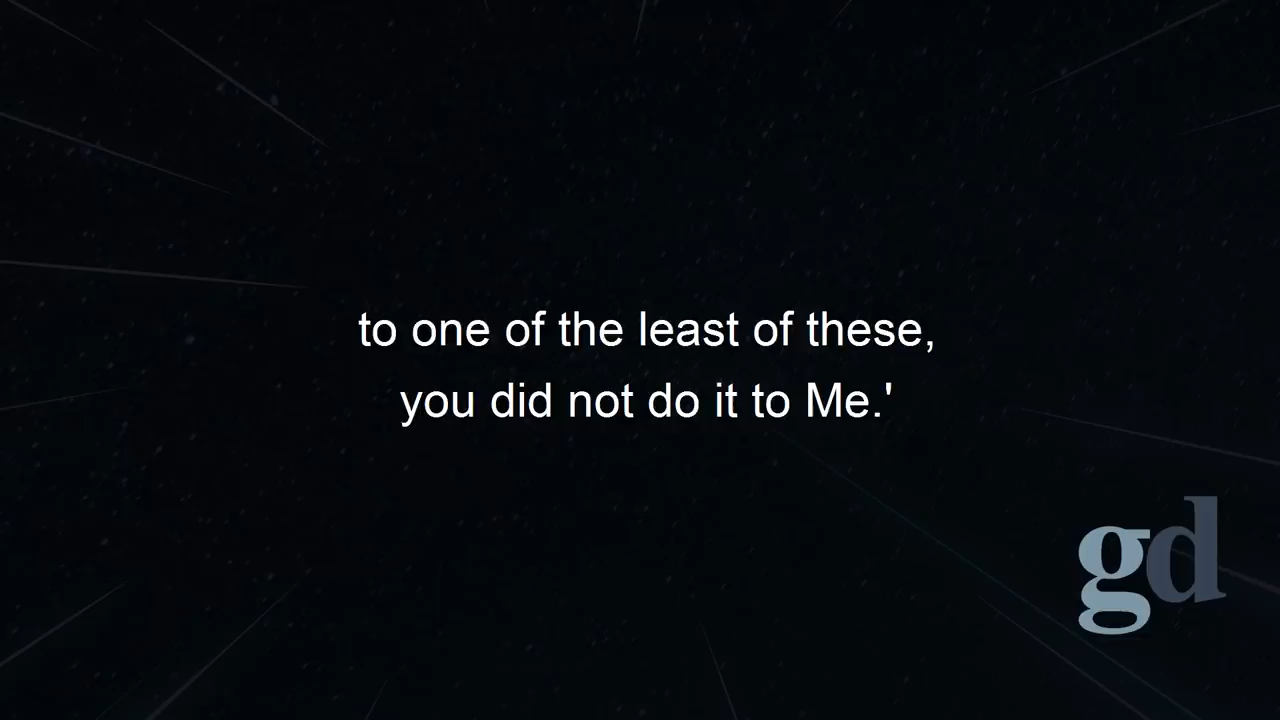 to one of the least of these,
you did not do it to Me.'
gd